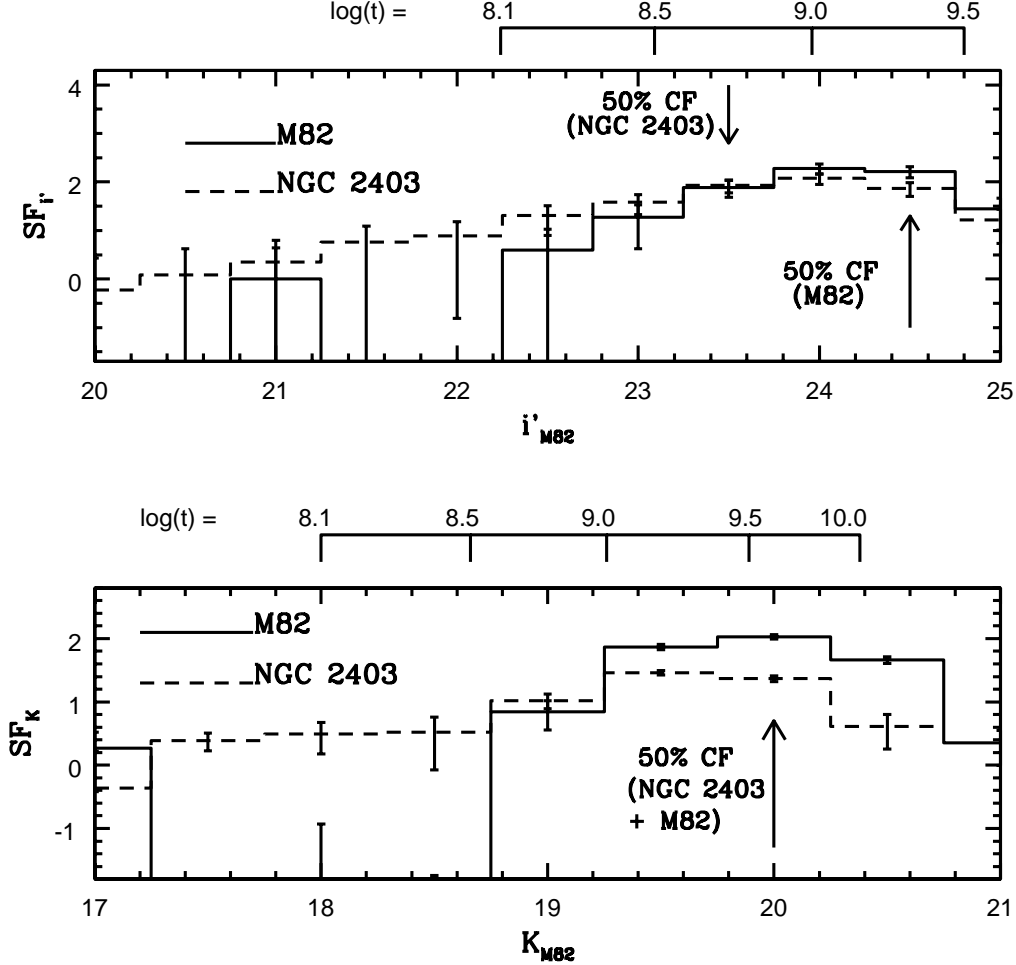 log(t) = 8.1 8.5 9.0 9.5
4
2
0
SFi'
M82
NGC 2403
50% CF
(NGC 2403)
50% CF
(M82)
20 21 22 23 24 25
i'M82
log(t) = 8.1 8.5 9.0 9.5 10.0
2
1
0
-1
SFK
M82
NGC 2403
50% CF
(NGC 2403
+ M82)
17 18 19 20 21
KM82